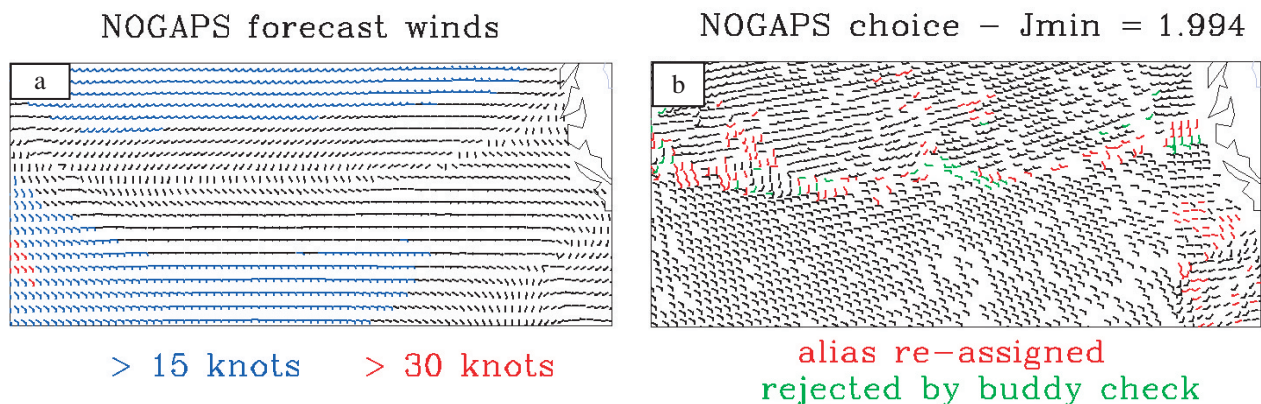 NOGAPS forecast winds
NOGAPS choice – Jmin = 1.994
a
b
> 15 knots > 30 knots
alias re–assigned
rejected by buddy check